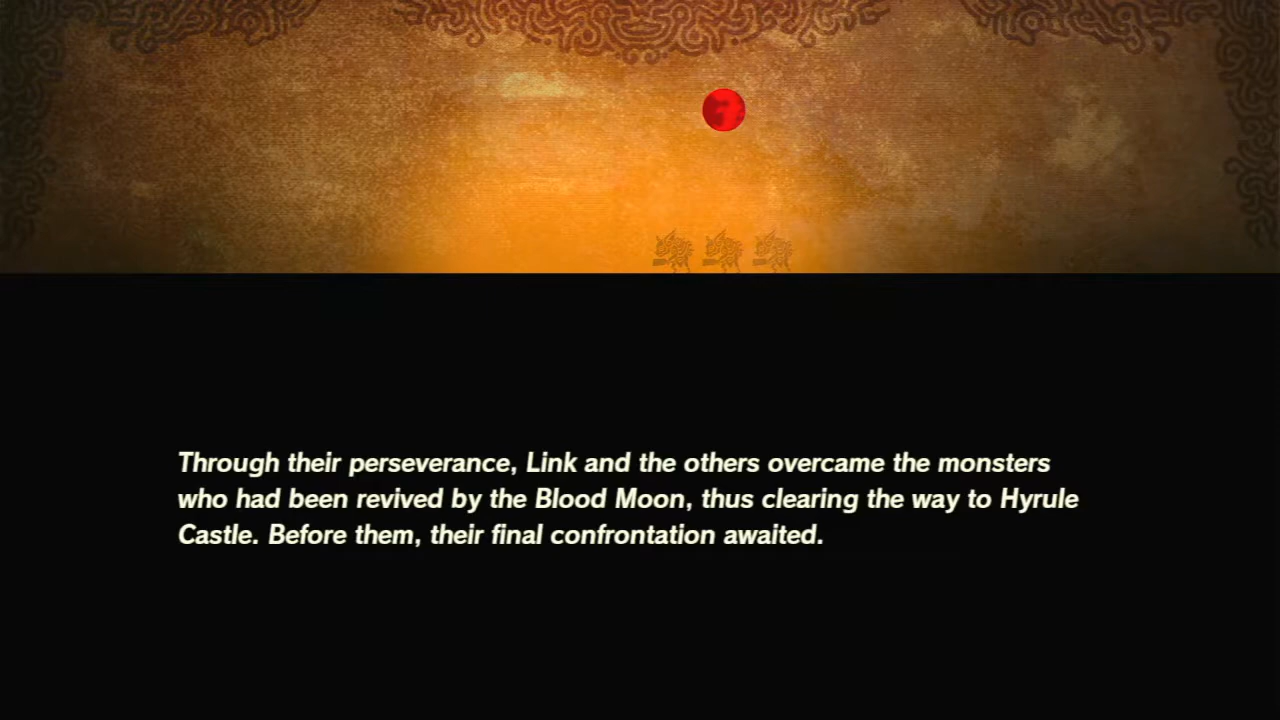 Through their perseverance, Link and the others overcame the monsters
who had been revived by the Blood Moon, thus clearing the way to Hyrule
Castle. Before them, their final confrontation awaited.